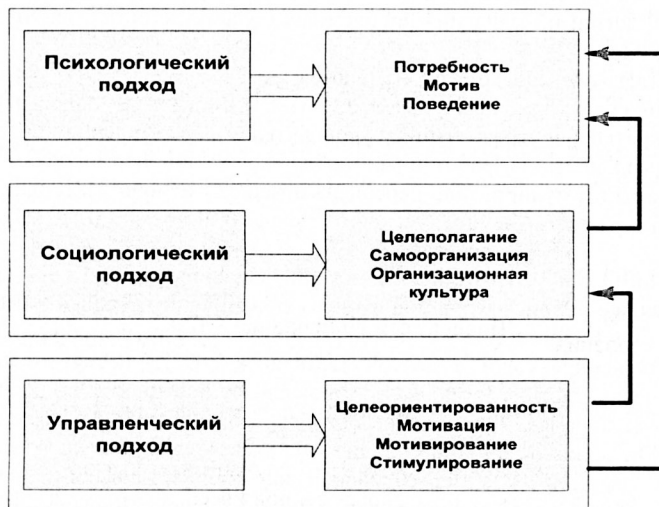 Психологический
подход
Потребность
Мотив
Поведение
Социологический
подход
Целеполагание
Самоорганизация
Организационная
культура
Управленческий
подход
Целеориентированность
Мотивация
Мотивирование
Стимулирование